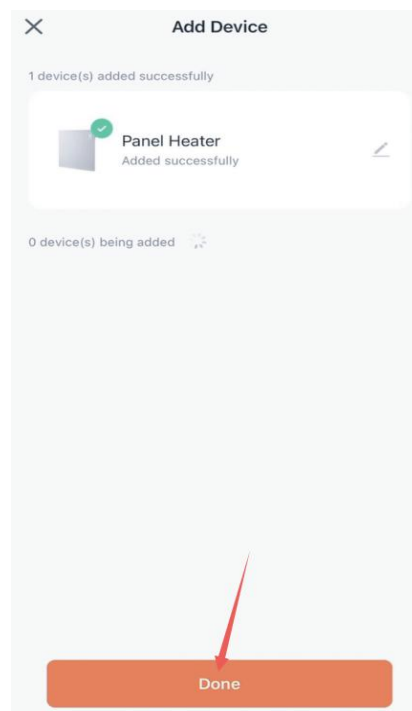 Add Device
1 device(s) added successfully
Panel Heater
Added successfully
0 device(s) being added
Done